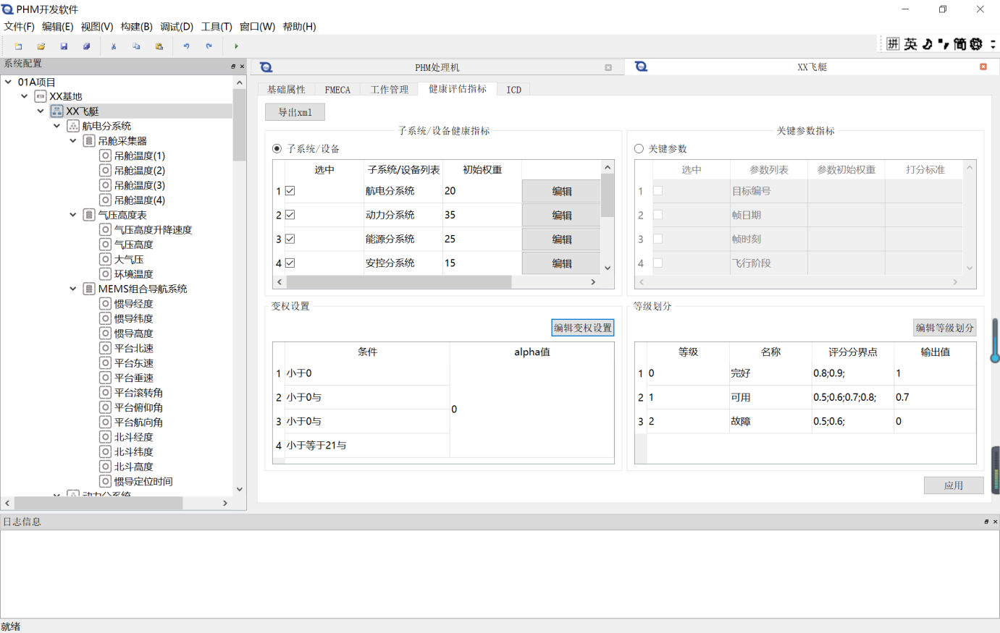 PHM开发软件
文件(F) 编辑(E) 视图(V) 构建(B) 调试(D) 工具(T) 窗口(W) 帮助(H)
拼 英 简
系统配置
01A项目
XX基地
XX飞艇
航电分系统
吊舱采集器
吊舱温度(1)
吊舱温度(2)
吊舱温度(3)
吊舱温度(4)
气压高度表
气压高度升降速度
气压高度
大气压
环境温度
MEMS组合导航系统
惯导经度
惯导纬度
惯导高度
平台北速
平台东速
平台垂速
平台滚转角
平台俯仰角
平台航向角
北斗经度
北斗纬度
北斗高度
惯导定位时间
动力分系统
PHM处理机 XX飞艇
基础属性 FMECA 工作管理 健康评估指标 ICD
导出xml
子系统/设备健康指标
子系统/设备
选中 子系统/设备列表 初始权重
1 航电分系统 20 编辑
2 动力分系统 35 编辑
3 能源分系统 25 编辑
4 安控分系统 15 编辑
关键参数指标
关键参数
选中 参数列表 参数初始权重 打分标准
1 目标编号
2 帧日期
3 帧时刻
4 飞行阶段
变权设置
编辑变权设置
条件 alpha值
1 小于0
2 小于0与
3 小于0与
4 小于等于21与
0
等级划分
编辑等级划分
等级 名称 评分分界点 输出值
1 0 完好 0.8;0.9; 1
2 1 可用 0.5;0.6;0.7;0.8; 0.7
3 2 故障 0.5;0.6; 0
应用
日志信息
就绪